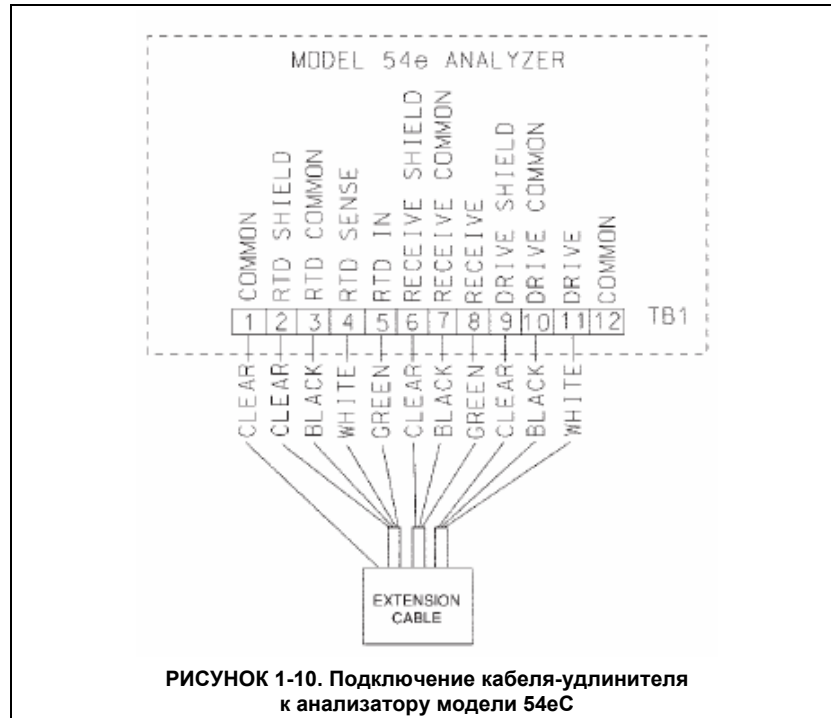 MODEL 54e ANALYZER
COMMON
RTD SHIELD
RTD COMMON
RTD SENSE
RTD IN
RECEIVE SHIELD
RECEIVE COMMON
RECEIVE
DRIVE SHIELD
DRIVE COMMON
DRIVE
COMMON
1 2 3 4 5 6 7 8 9 10 11 12 TB1
CLEAR
CLEAR
BLACK
WHITE
GREEN
CLEAR
BLACK
GREEN
CLEAR
BLACK
WHITE
EXTENSION
CABLE
РИСУНОК 1-10. Подключение кабеля-удлинителя
к анализатору модели 54eC